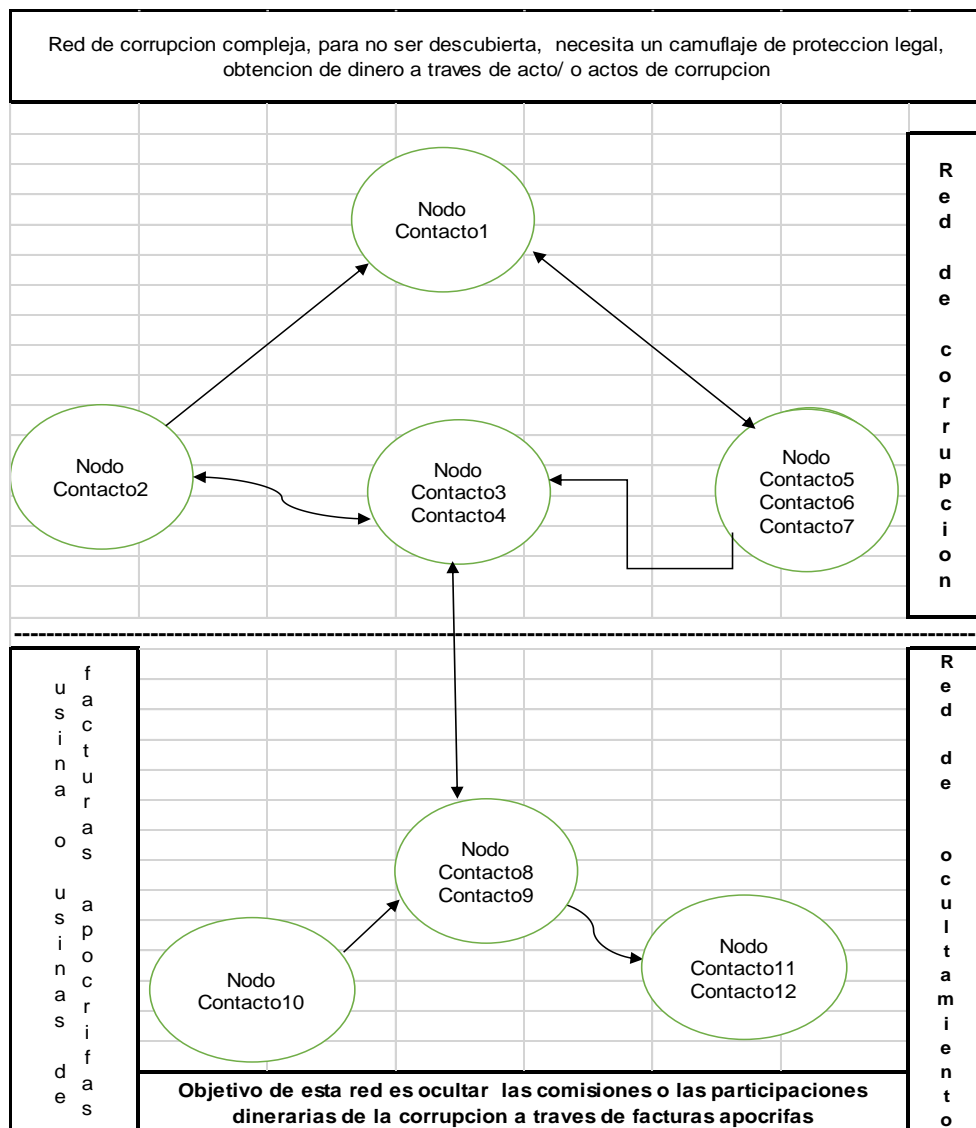 Red de corrupcion compleja, para no ser descubierta, necesita un camuflaje de proteccion legal,
obtencion de dinero a traves de acto/ o actos de corrupcion
Nodo
Contacto1
Red de corrupcion
Nodo
Contacto2
Nodo
Contacto3
Contacto4
Nodo
Contacto5
Contacto6
Contacto7
usina o usinas de
facturas apocrifas
Red de ocultamiento
Nodo
Contacto8
Contacto9
Nodo
Contacto10
Nodo
Contacto11
Contacto12
Objetivo de esta red es ocultar las comisiones o las participaciones
dinerarias de la corrupcion a traves de facturas apocrifas